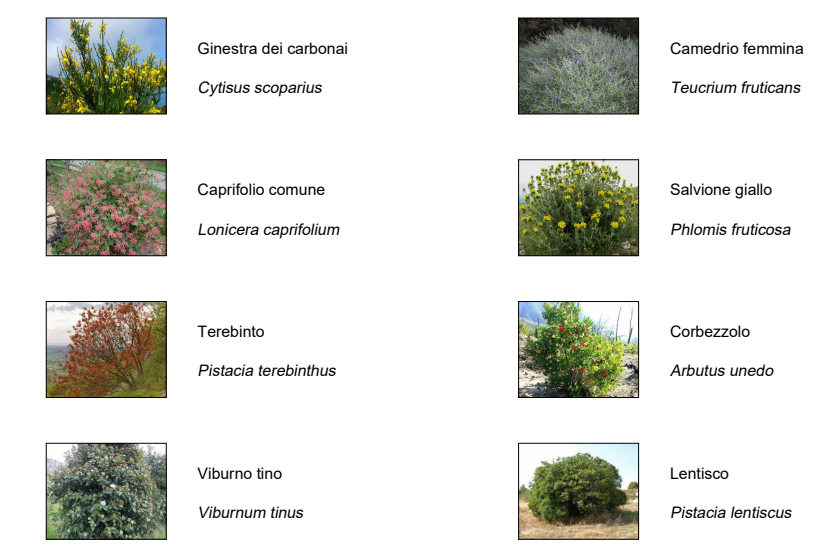 Ginestra dei carbonai
Cytisus scoparius
Camedrio femmina
Teucrium fruticans
Caprifolio comune
Lonicera caprifolium
Salvione giallo
Phlomis fruticosa
Terebinto
Pistacia terebinthus
Corbezzolo
Arbutus unedo
Viburno tino
Viburnum tinus
Lentisco
Pistacia lentiscus